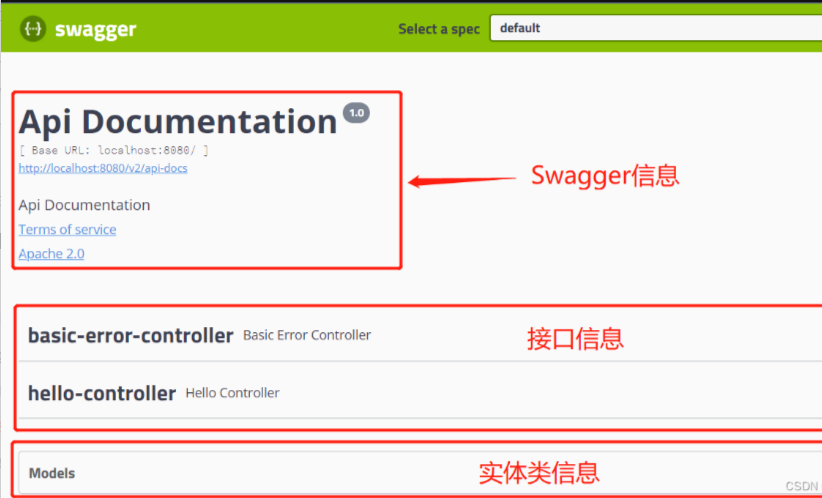 {···} swagger
Select a spec default
Api Documentation 1.0
[ Base URL: localhost:8080/ ]
http://localhost:8080/v2/api-docs
Swagger信息
Api Documentation
Terms of service
Apache 2.0
basic-error-controller Basic Error Controller
接口信息
hello-controller Hello Controller
Models
实体类信息
CSDN